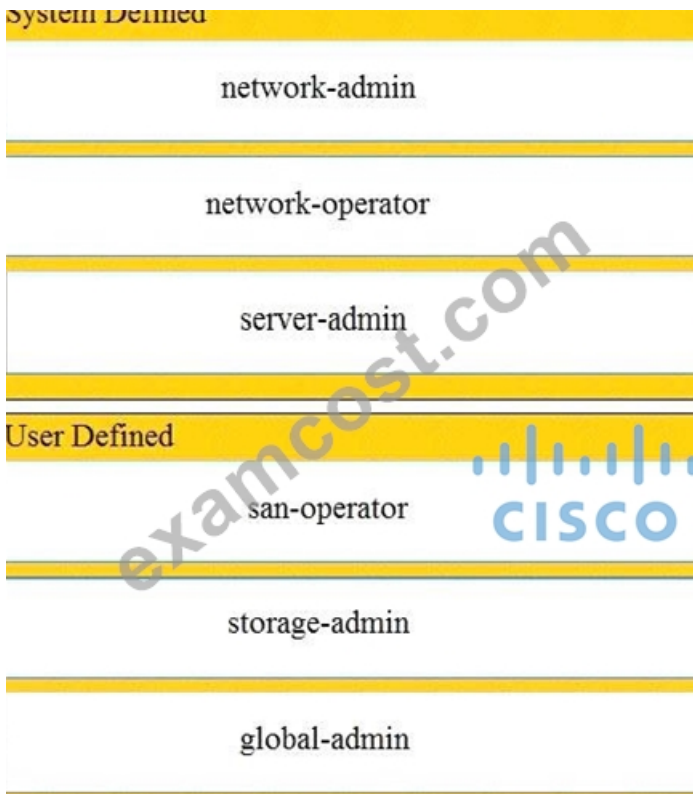 System Defined
network-admin
network-operator
server-admin
User Defined
san-operator
CISCO
storage-admin
global-admin
examcost.com